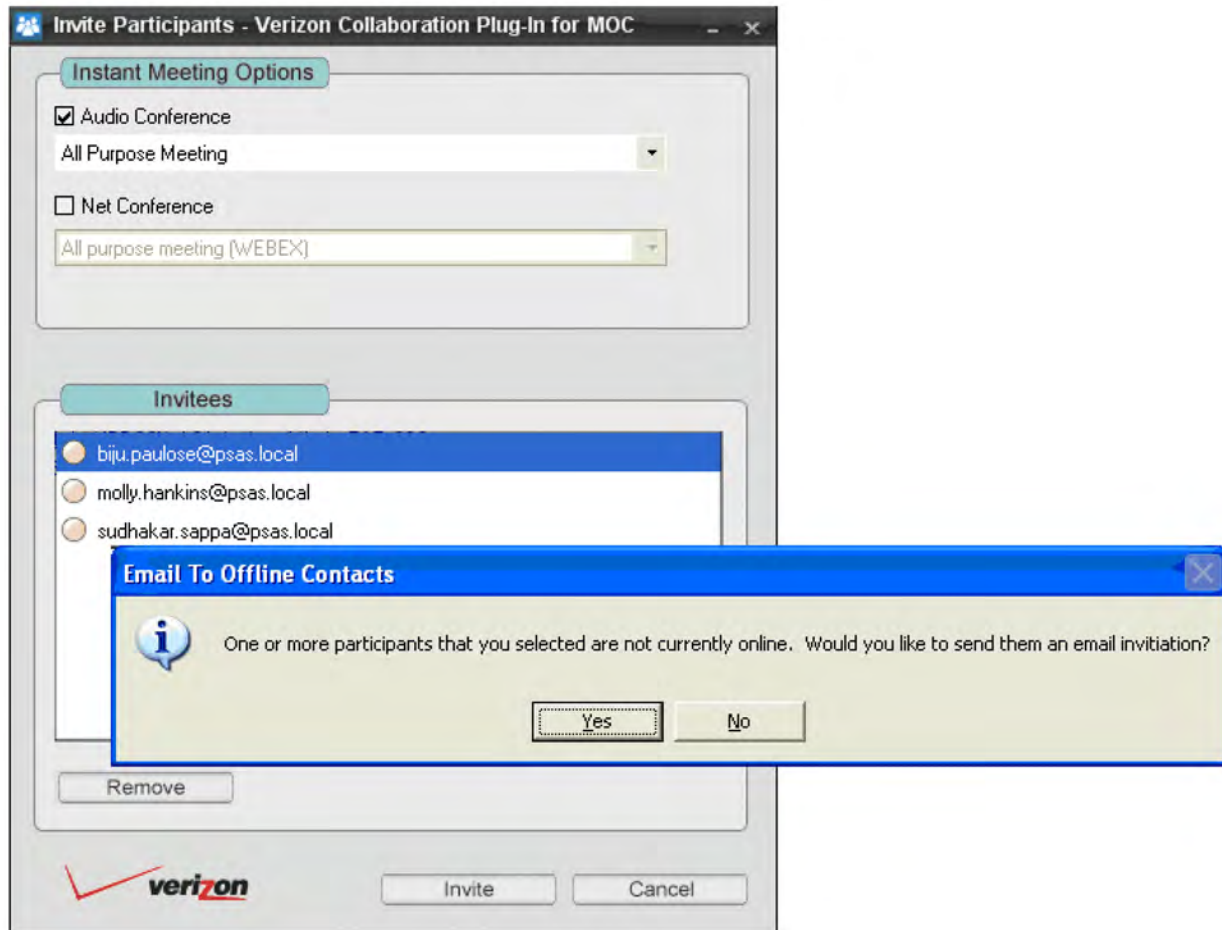 Invite Participants - Verizon Collaboration Plug-In for MOC
Instant Meeting Options
Audio Conference
All Purpose Meeting
Net Conference
All purpose meeting (WEBEX)
Invitees
biju.paulose@psas.local
molly.hankins@psas.local
sudhakar.sappa@psas.local
Email To Offline Contacts
One or more participants that you selected are not currently online. Would you like to send them an email invitiation?
Yes No
Remove
verizon Invite Cancel